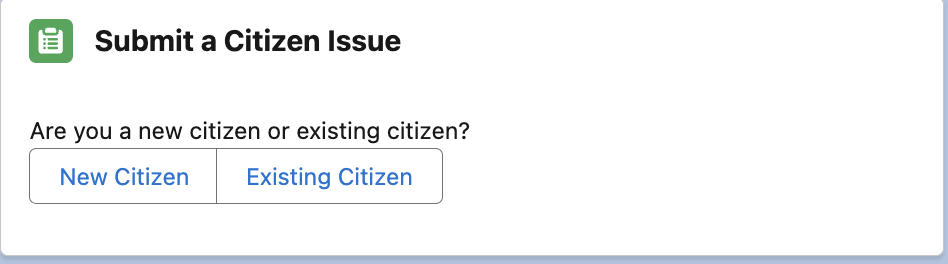 Submit a Citizen Issue
Are you a new citizen or existing citizen?
New Citizen Existing Citizen